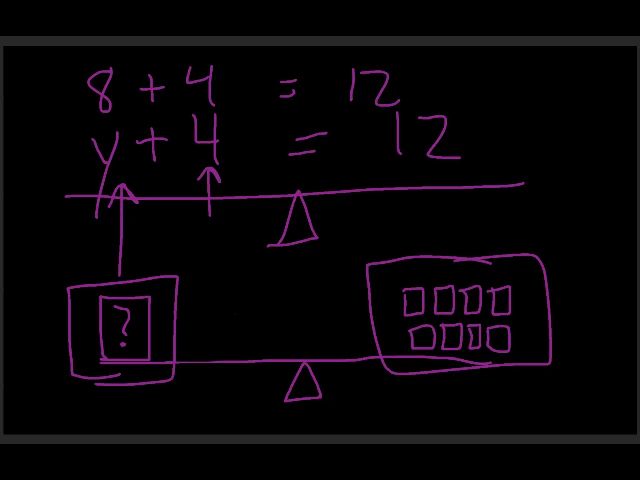 8 + 4 = 12
y + 4 = 12
?